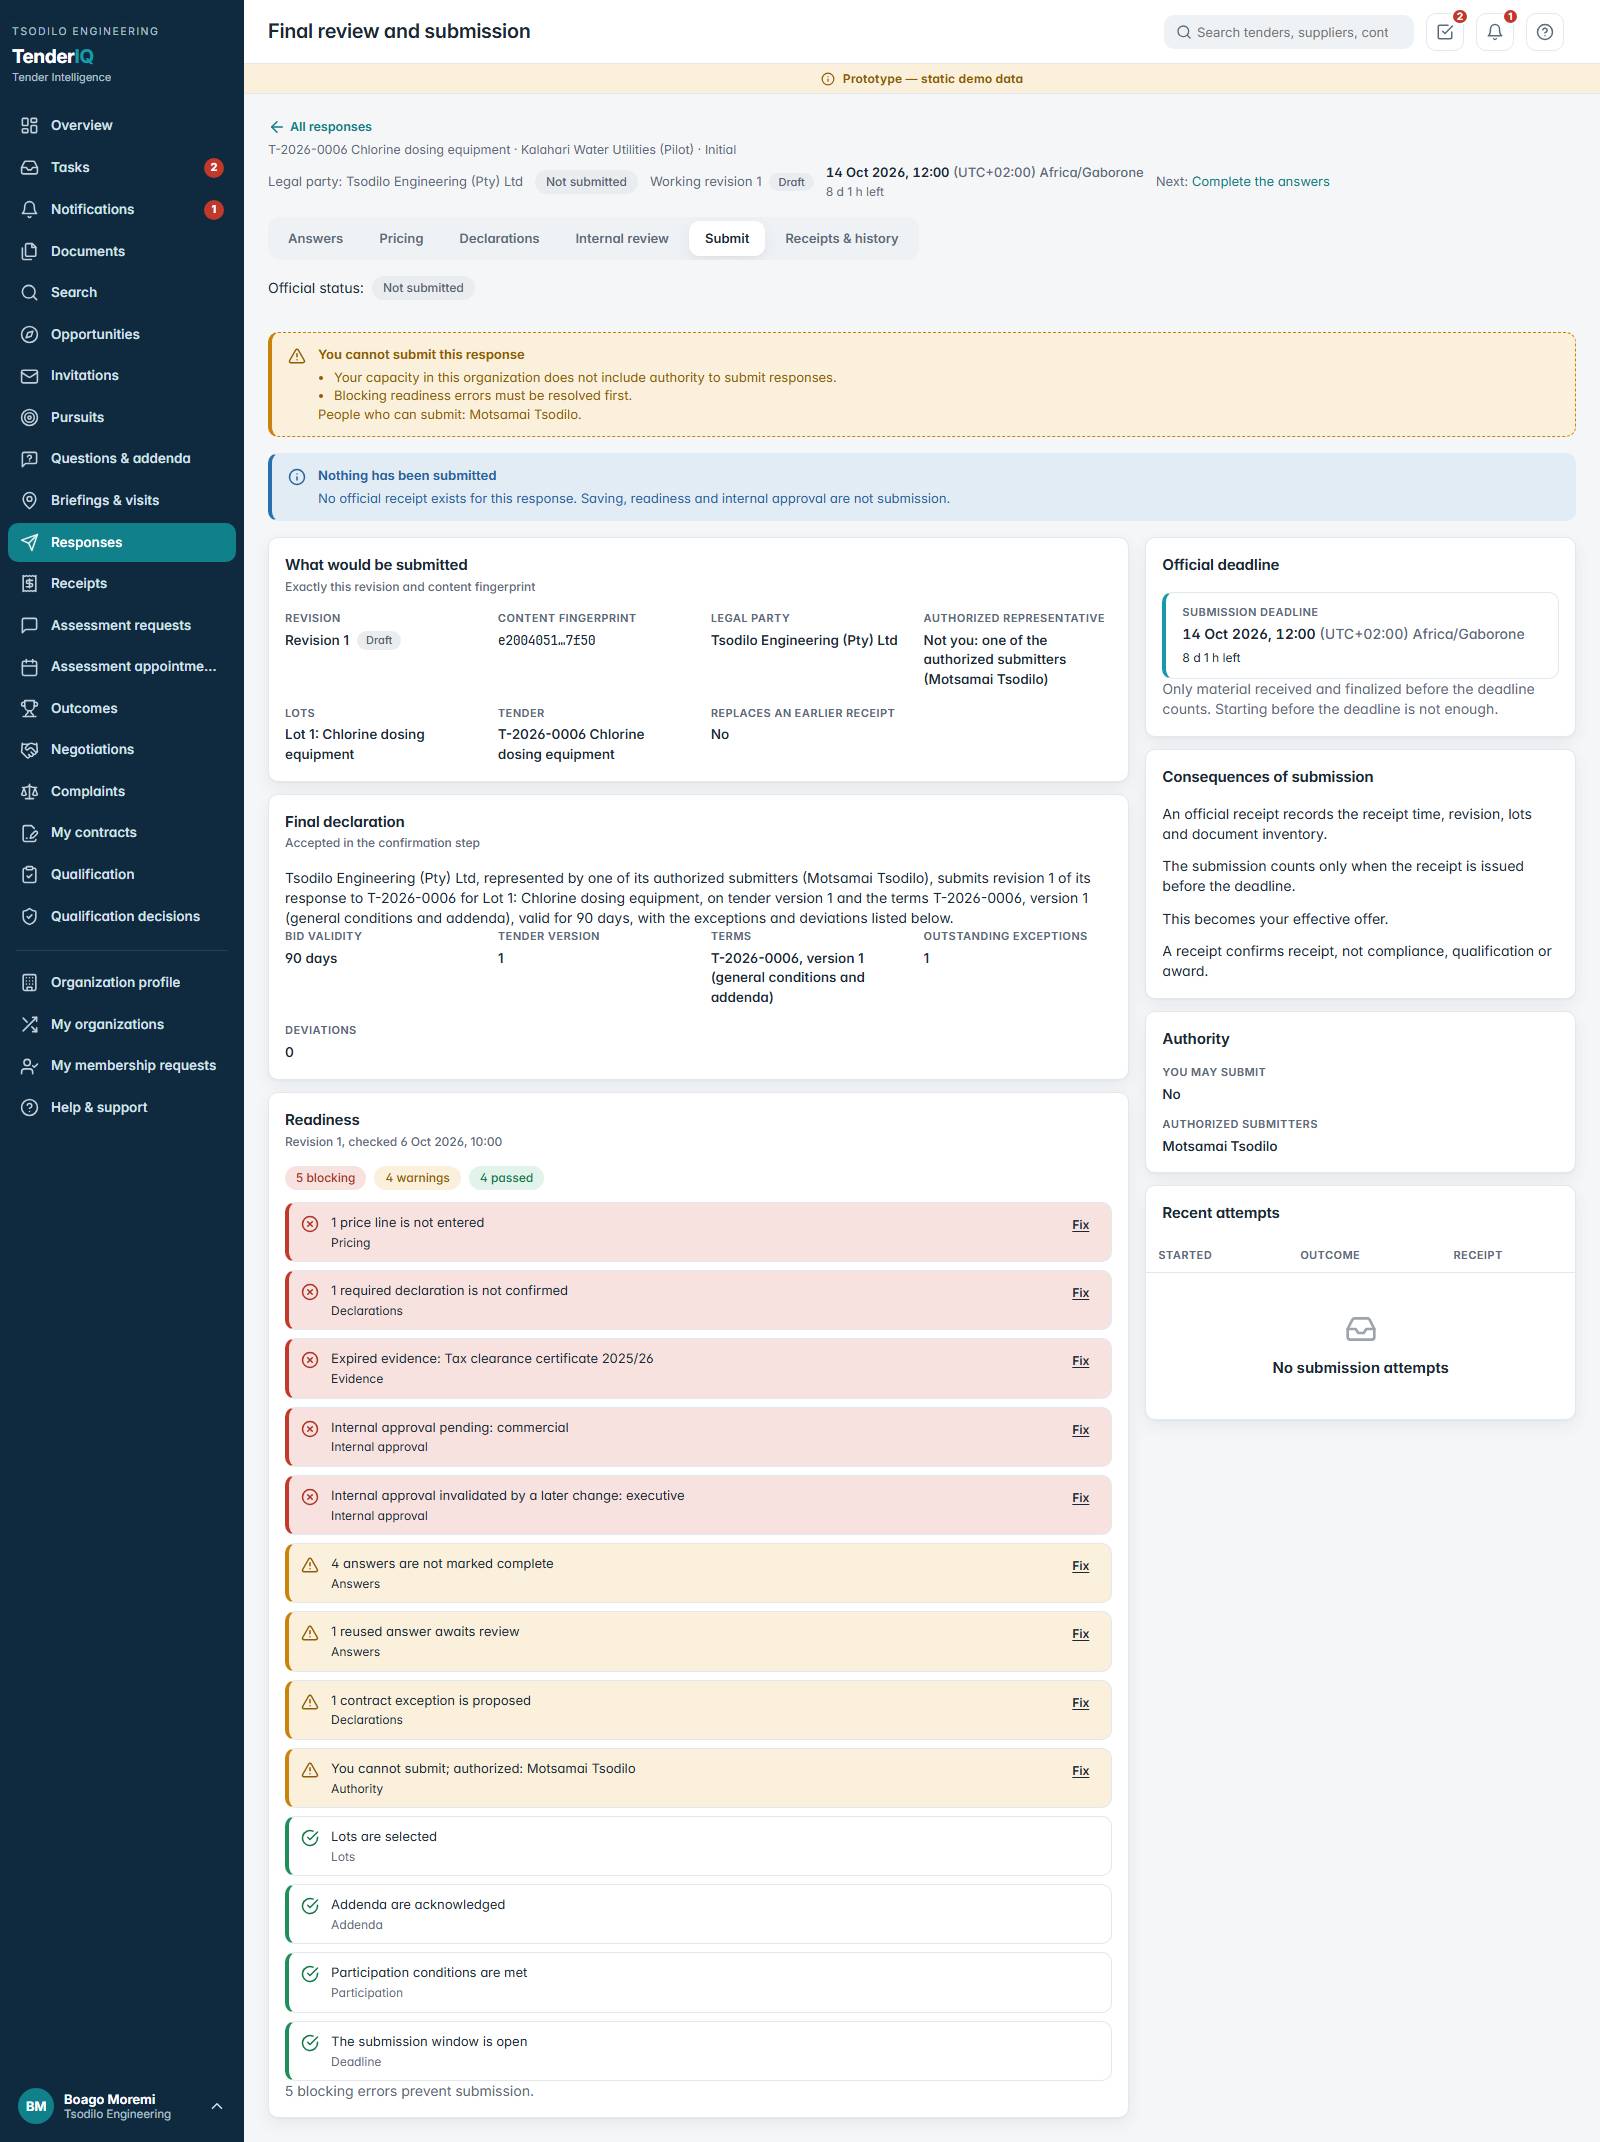 TSODILO ENGINEERING
TenderIQ
Tender Intelligence
Overview
Tasks 2
Notifications 1
Documents
Search
Opportunities
Invitations
Pursuits
Questions & addenda
Briefings & visits
Responses
Receipts
Assessment requests
Assessment appointme...
Outcomes
Negotiations
Complaints
My contracts
Qualification
Qualification decisions
Organization profile
My organizations
My membership requests
Help & support
BM
Boago Moremi
Tsodilo Engineering
Final review and submission
Search tenders, suppliers, cont
2
1
Prototype — static demo data
All responses
T-2026-0006 Chlorine dosing equipment · Kalahari Water Utilities (Pilot) · Initial
Legal party: Tsodilo Engineering (Pty) Ltd Not submitted Working revision 1 Draft 14 Oct 2026, 12:00 (UTC+02:00) Africa/Gaborone Next: Complete the answers
8 d 1 h left
Answers Pricing Declarations Internal review Submit Receipts & history
Official status: Not submitted
You cannot submit this response
• Your capacity in this organization does not include authority to submit responses.
• Blocking readiness errors must be resolved first.
People who can submit: Motsamai Tsodilo.
Nothing has been submitted
No official receipt exists for this response. Saving, readiness and internal approval are not submission.
What would be submitted
Exactly this revision and content fingerprint
REVISION
Revision 1 Draft
CONTENT FINGERPRINT
e2004051…7f50
LEGAL PARTY
Tsodilo Engineering (Pty) Ltd
AUTHORIZED REPRESENTATIVE
Not you: one of the
authorized submitters
(Motsamai Tsodilo)
LOTS
Lot 1: Chlorine dosing
equipment
TENDER
T-2026-0006 Chlorine
dosing equipment
REPLACES AN EARLIER RECEIPT
No
Final declaration
Accepted in the confirmation step
Tsodilo Engineering (Pty) Ltd, represented by one of its authorized submitters (Motsamai Tsodilo), submits revision 1 of its
response to T-2026-0006 for Lot 1: Chlorine dosing equipment, on tender version 1 and the terms T-2026-0006, version 1
(general conditions and addenda), valid for 90 days, with the exceptions and deviations listed below.
BID VALIDITY
90 days
TENDER VERSION
1
TERMS
T-2026-0006, version 1
(general conditions and
addenda)
OUTSTANDING EXCEPTIONS
1
DEVIATIONS
0
Readiness
Revision 1, checked 6 Oct 2026, 10:00
5 blocking 4 warnings 4 passed
1 price line is not entered Fix
Pricing
1 required declaration is not confirmed Fix
Declarations
Expired evidence: Tax clearance certificate 2025/26 Fix
Evidence
Internal approval pending: commercial Fix
Internal approval
Internal approval invalidated by a later change: executive Fix
Internal approval
4 answers are not marked complete Fix
Answers
1 reused answer awaits review Fix
Answers
1 contract exception is proposed Fix
Declarations
You cannot submit; authorized: Motsamai Tsodilo Fix
Authority
Lots are selected
Lots
Addenda are acknowledged
Addenda
Participation conditions are met
Participation
The submission window is open
Deadline
5 blocking errors prevent submission.
Official deadline
SUBMISSION DEADLINE
14 Oct 2026, 12:00 (UTC+02:00) Africa/Gaborone
8 d 1 h left
Only material received and finalized before the deadline
counts. Starting before the deadline is not enough.
Consequences of submission
An official receipt records the receipt time, revision, lots
and document inventory.
The submission counts only when the receipt is issued
before the deadline.
This becomes your effective offer.
A receipt confirms receipt, not compliance, qualification or
award.
Authority
YOU MAY SUBMIT
No
AUTHORIZED SUBMITTERS
Motsamai Tsodilo
Recent attempts
STARTED OUTCOME RECEIPT
No submission attempts